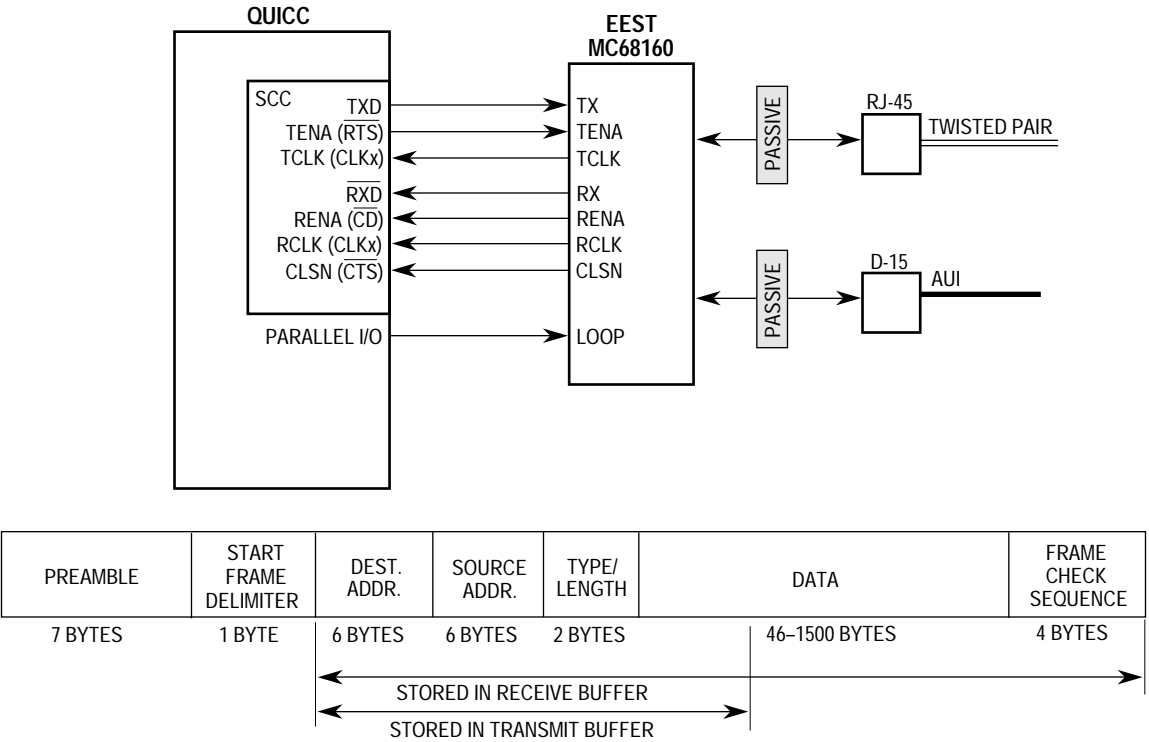 QUICC
EEST
MC68160
SCC
TXD
TENA (RTS)
TCLK (CLKx)
RXD
RENA (CD)
RCLK (CLKx)
CLSN (CTS)
PARALLEL I/O
TX
TENA
TCLK
RX
RENA
RCLK
CLSN
LOOP
PASSIVE
RJ-45
TWISTED PAIR
PASSIVE
D-15
AUI
PREAMBLE
START
FRAME
DELIMITER
DEST.
ADDR.
SOURCE
ADDR.
TYPE/
LENGTH
DATA
FRAME
CHECK
SEQUENCE
7 BYTES
1 BYTE
6 BYTES
6 BYTES
2 BYTES
46–1500 BYTES
4 BYTES
STORED IN RECEIVE BUFFER
STORED IN TRANSMIT BUFFER